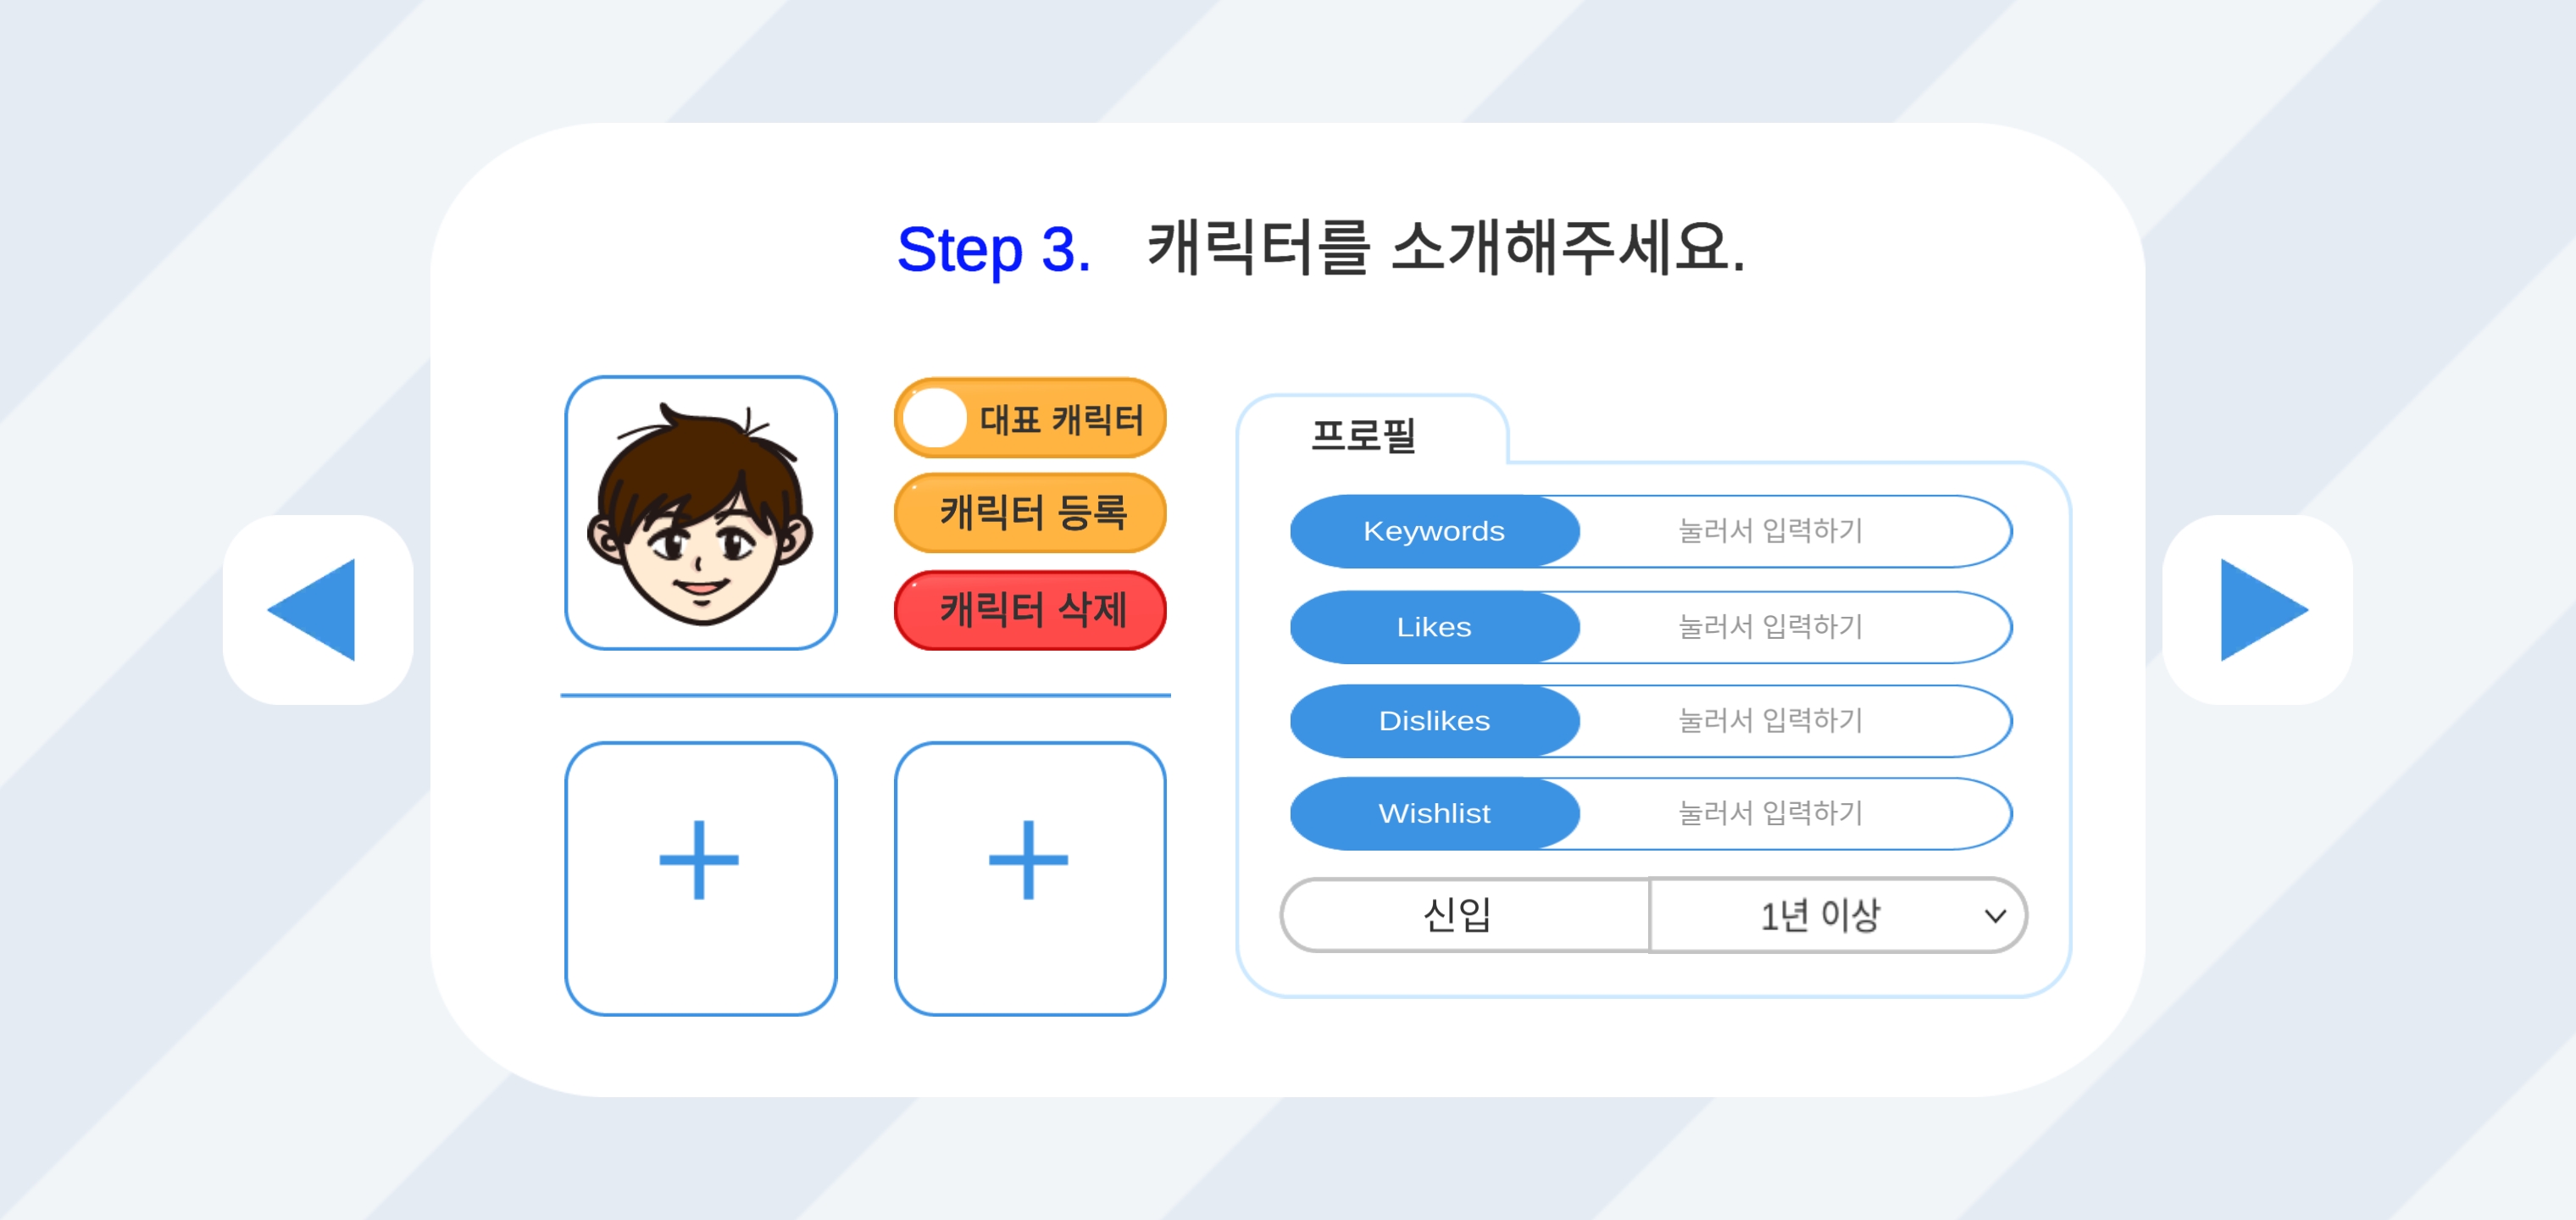 Step 3. 캐릭터를 소개해주세요.
대표 캐릭터
캐릭터 등록
캐릭터 삭제
프로필
Keywords 눌러서 입력하기
Likes 눌러서 입력하기
Dislikes 눌러서 입력하기
Wishlist 눌러서 입력하기
신입 1년 이상